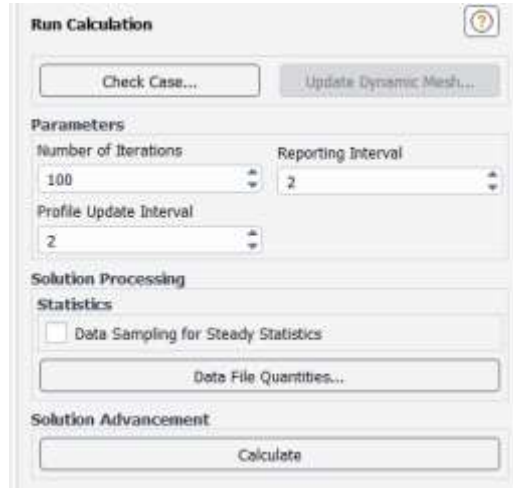 Run Calculation
?
Check Case...
Update Dynamic Mesh...
Parameters
Number of Iterations
Reporting Interval
100
2
Profile Update Interval
2
Solution Processing
Statistics
Data Sampling for Steady Statistics
Data File Quantities...
Solution Advancement
Calculate